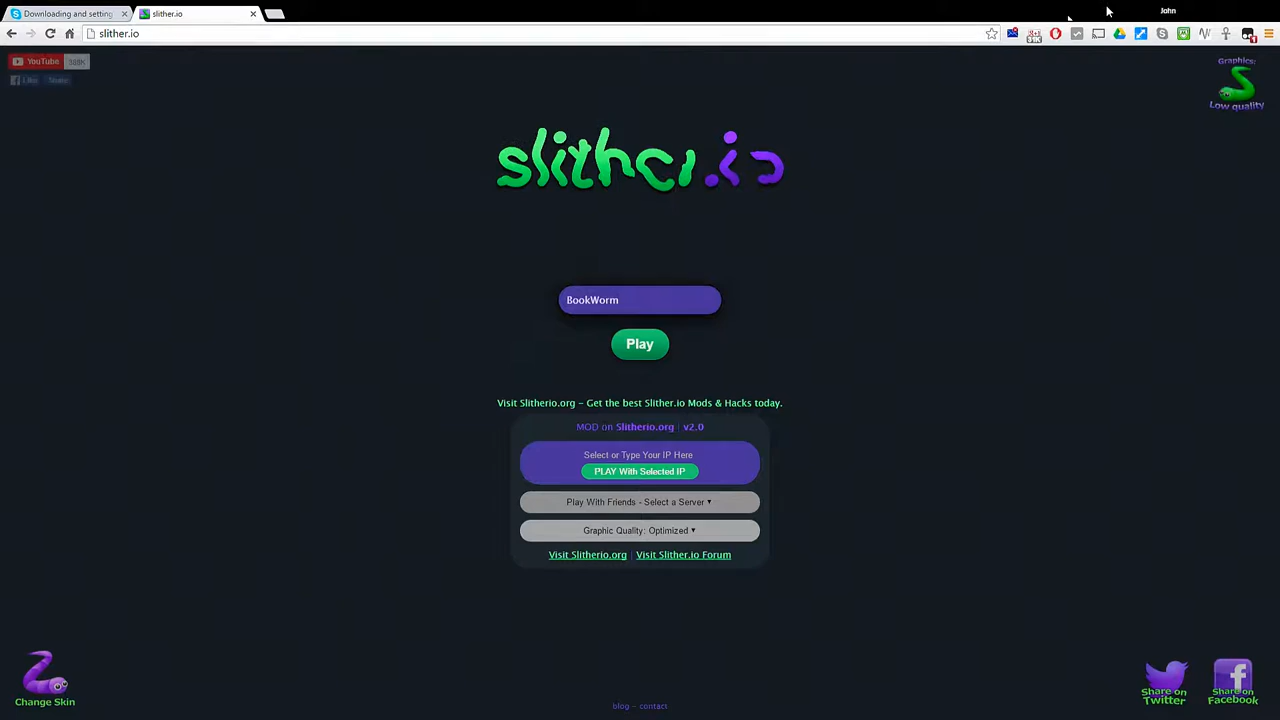 Downloading and setting
slither.io
John
slither.io
YouTube 388K
Like Share
Graphics:
Low quality
slither.io
BookWorm
Play
Visit Slitherio.org – Get the best Slither.io Mods & Hacks today.
MOD on Slitherio.org | v2.0
Select or Type Your IP Here
PLAY With Selected IP
Play With Friends - Select a Server
Graphic Quality: Optimized
Visit Slitherio.org | Visit Slither.io Forum
Change Skin
Share on Twitter
Share on Facebook
blog – contact